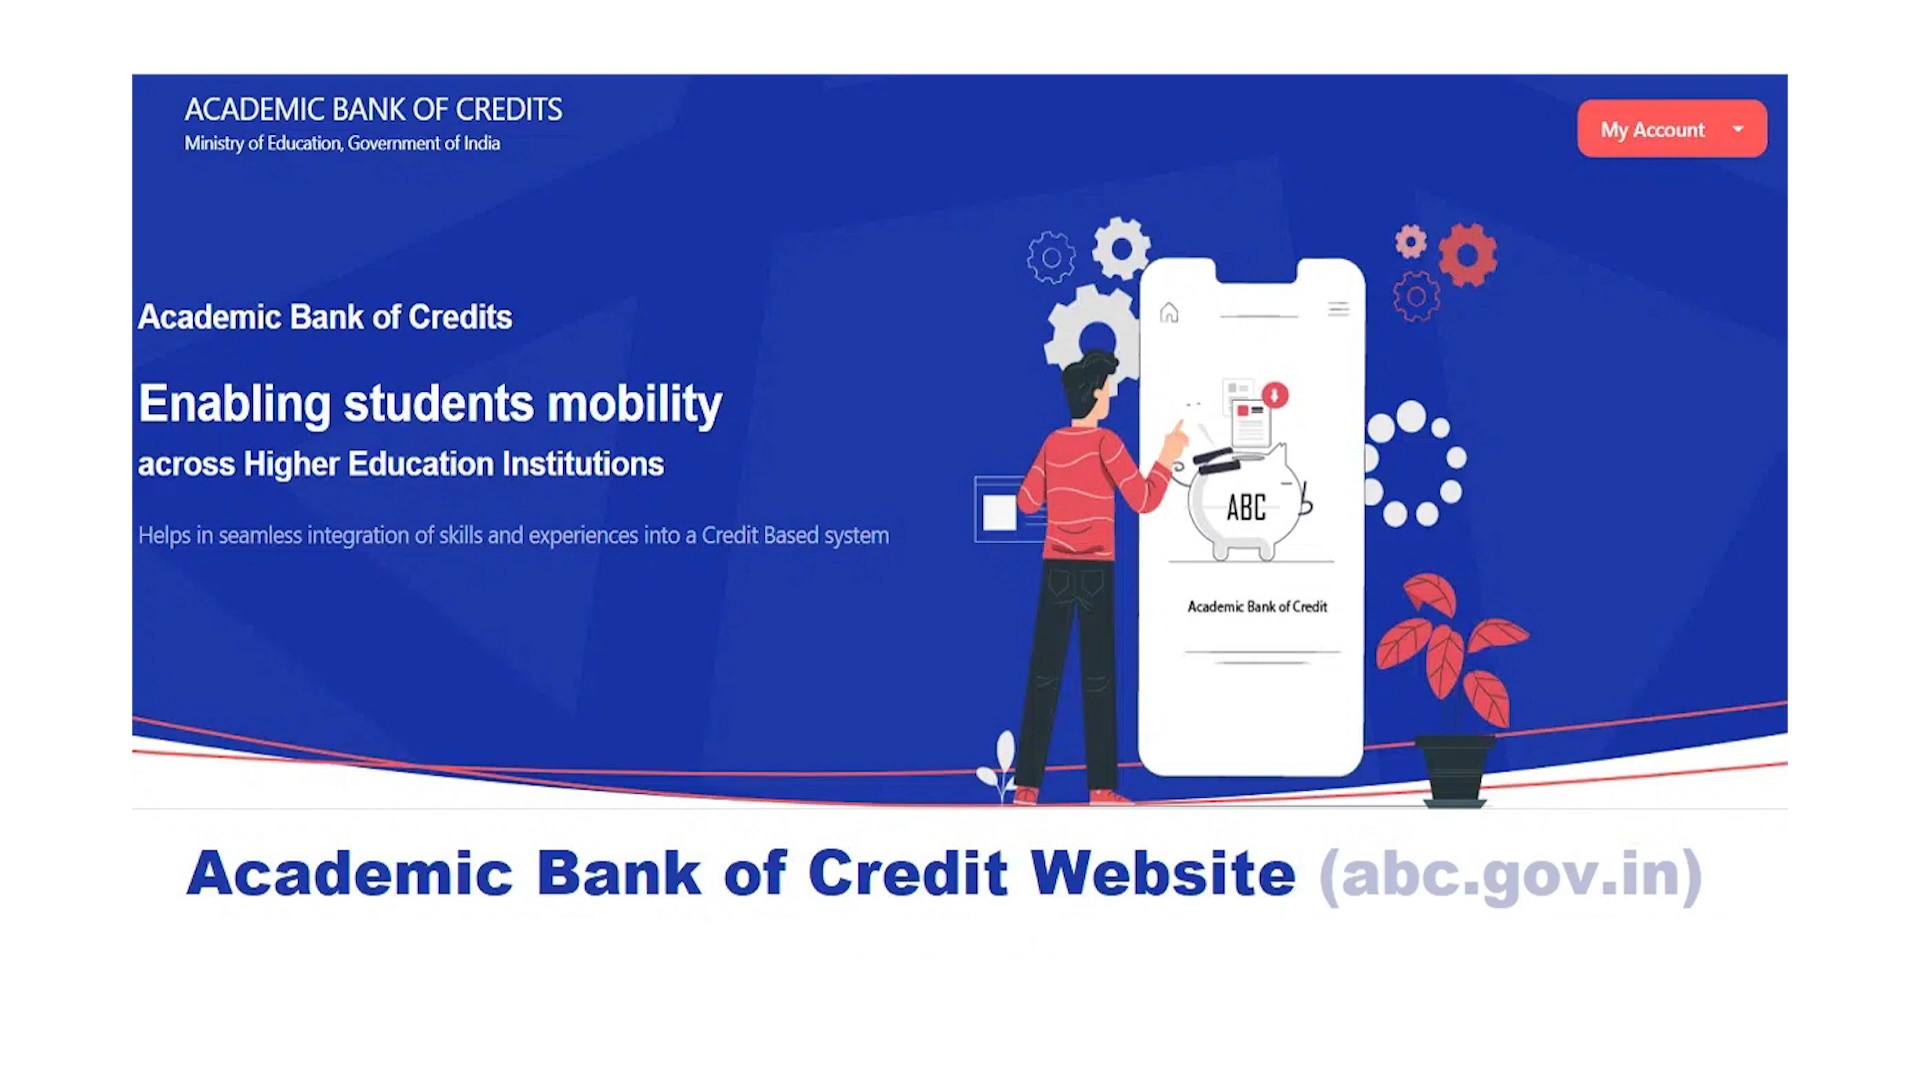 ACADEMIC BANK OF CREDITS
Ministry of Education, Government of India
My Account
Academic Bank of Credits
Enabling students mobility
across Higher Education Institutions
Helps in seamless integration of skills and experiences into a Credit Based system
ABC
Academic Bank of Credit
Academic Bank of Credit Website (abc.gov.in)